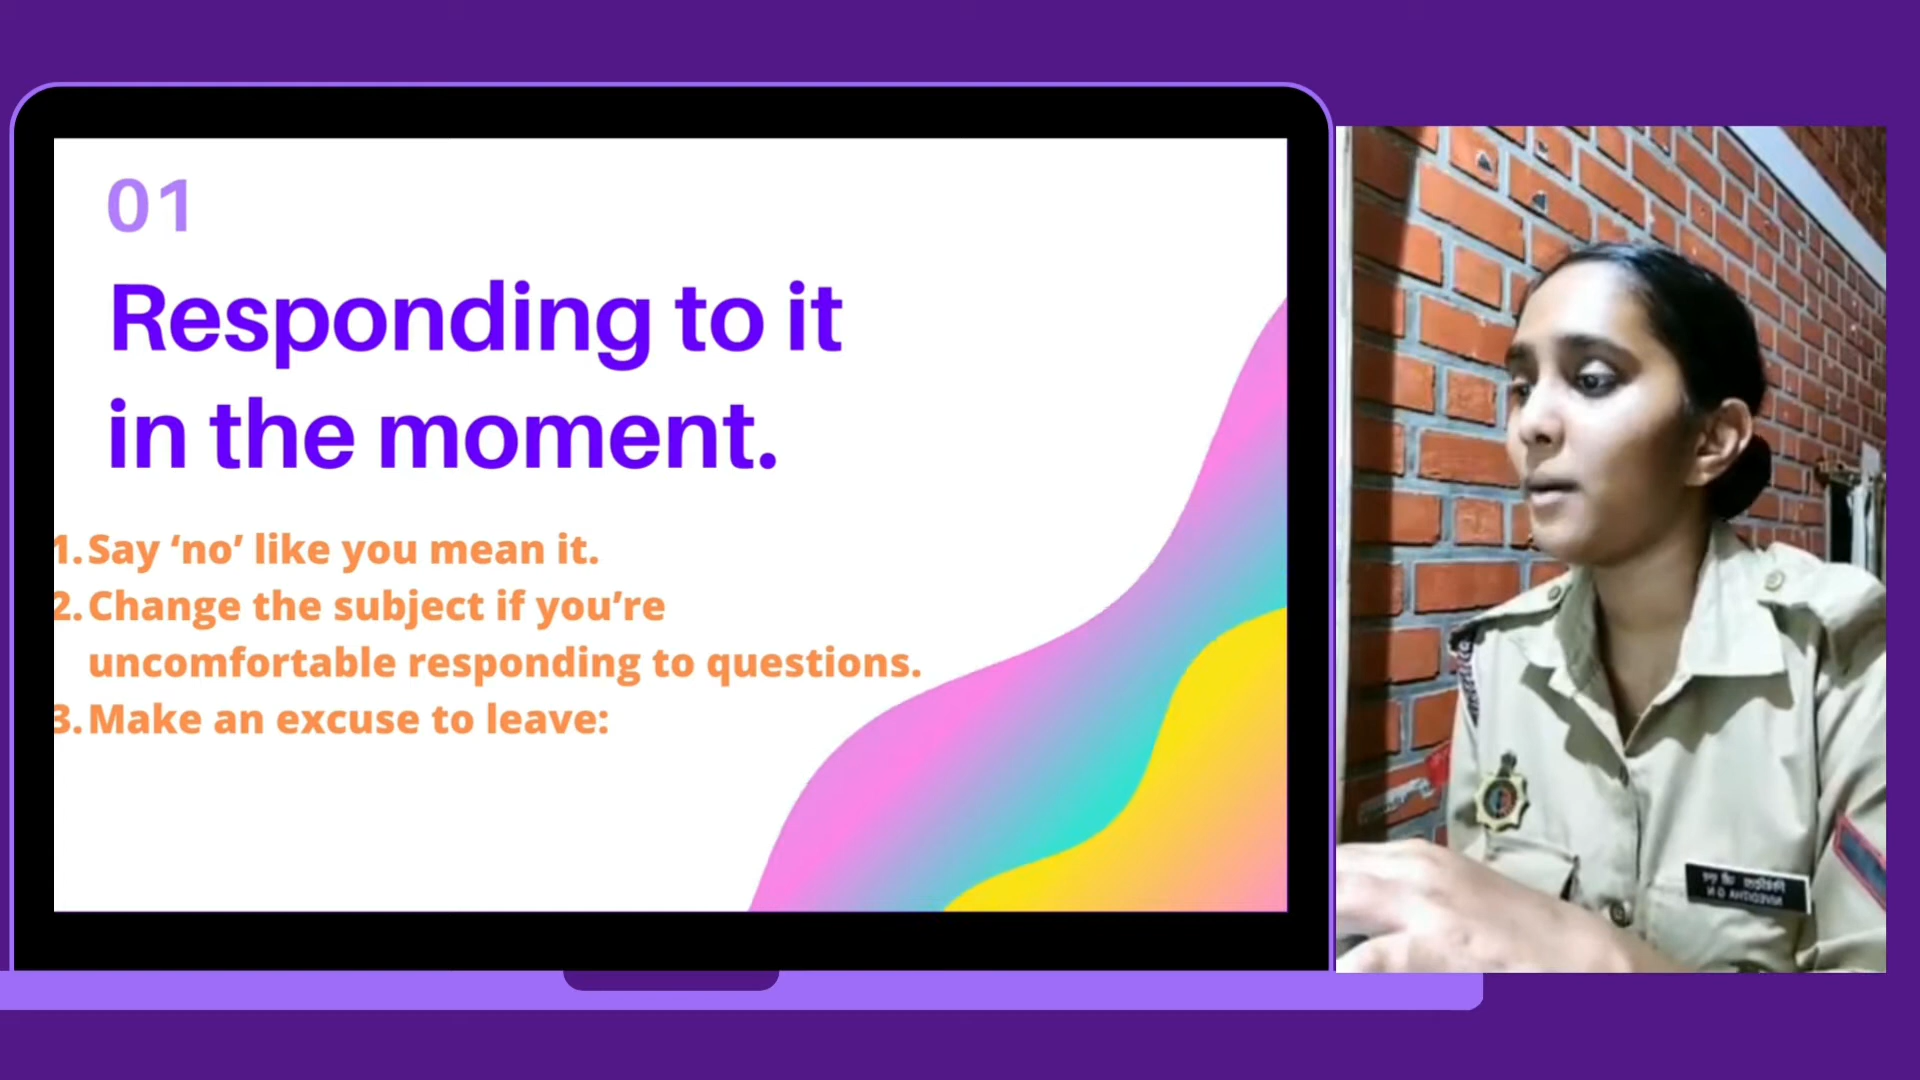 01
Responding to it
in the moment.
1. Say ‘no’ like you mean it.
2. Change the subject if you’re
uncomfortable responding to questions.
3. Make an excuse to leave:
NIVEDITHA G N